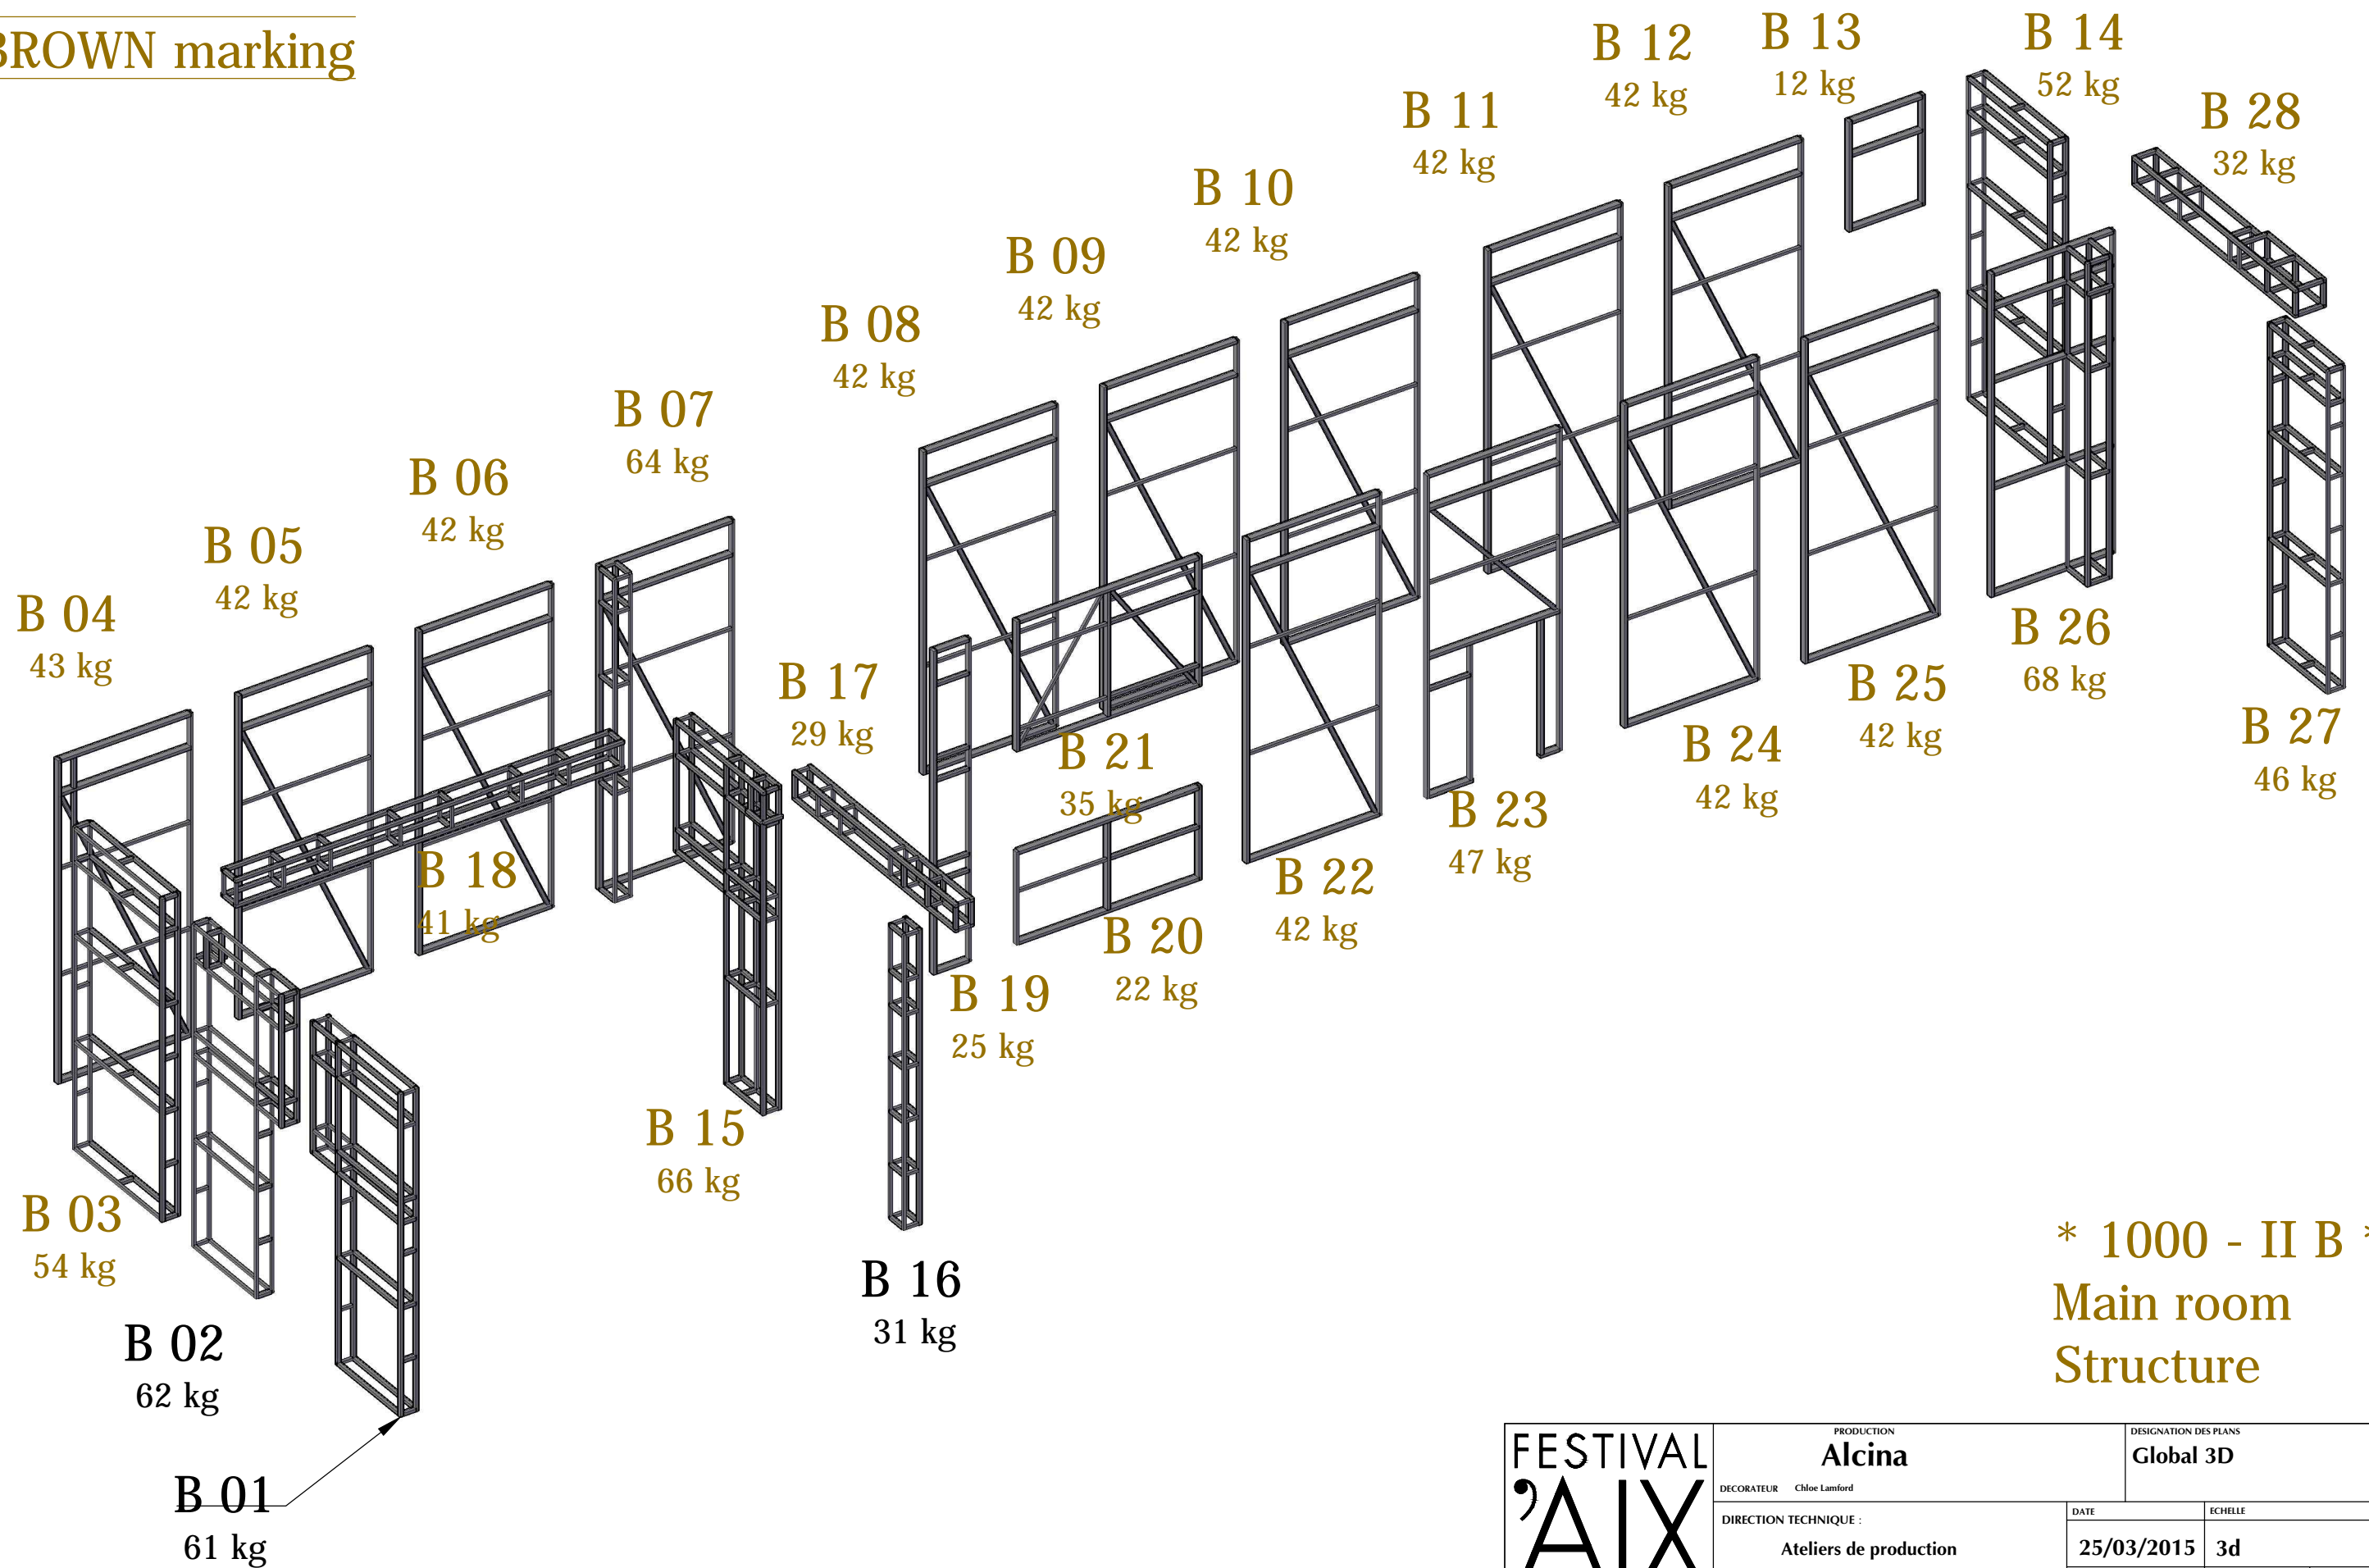 BROWN marking
B 12
42 kg
B 13
12 kg
B 14
52 kg
B 28
32 kg
B 11
42 kg
B 10
42 kg
B 09
42 kg
B 08
42 kg
B 07
64 kg
B 06
42 kg
B 05
42 kg
B 04
43 kg
B 17
29 kg
B 18
41 kg
B 21
35 kg
B 20
22 kg
B 19
25 kg
B 22
42 kg
B 23
47 kg
B 24
42 kg
B 25
42 kg
B 26
68 kg
B 27
46 kg
B 15
66 kg
B 16
31 kg
B 03
54 kg
B 02
62 kg
B 01
61 kg
* 1000 - II B *
Main room
Structure
FESTIVAL
'AIX
PRODUCTION
Alcina
DECORATEUR Chloe Lamford
DESIGNATION DES PLANS
Global 3D
DIRECTION TECHNIQUE :
Ateliers de production
DATE
25/03/2015
ECHELLE
3d